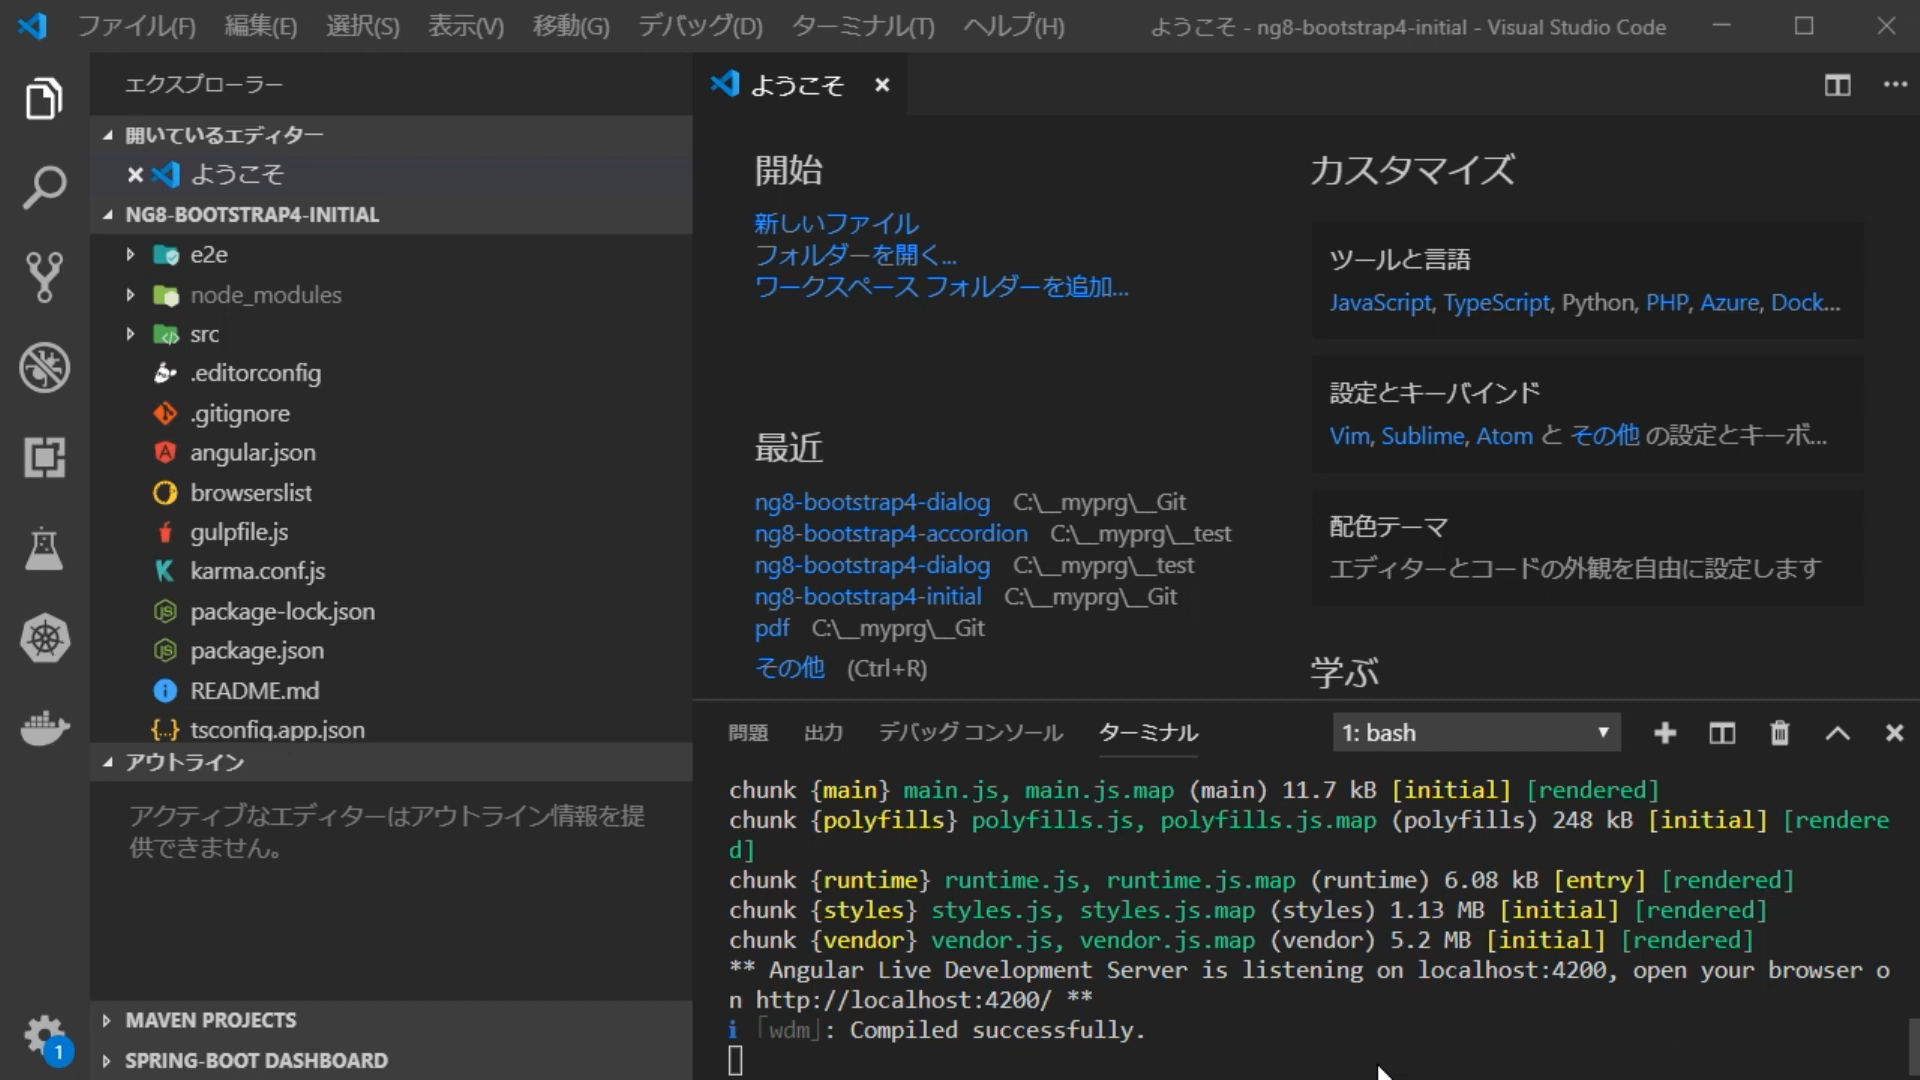 ファイル(F) 編集(E) 選択(S) 表示(V) 移動(G) デバッグ(D) ターミナル(T) ヘルプ(H) ようこそ - ng8-bootstrap4-initial - Visual Studio Code
エクスプローラー
開いているエディター
ようこそ
NG8-BOOTSTRAP4-INITIAL
e2e
node_modules
src
.editorconfig
.gitignore
angular.json
browserslist
gulpfile.js
karma.conf.js
package-lock.json
package.json
README.md
tsconfig.app.json
アウトライン
アクティブなエディターはアウトライン情報を提
供できません。
MAVEN PROJECTS
SPRING-BOOT DASHBOARD
1
ようこそ
開始
新しいファイル
フォルダーを開く...
ワークスペース フォルダーを追加...
最近
ng8-bootstrap4-dialog C:\__myprg\__Git
ng8-bootstrap4-accordion C:\__myprg\__test
ng8-bootstrap4-dialog C:\__myprg\__test
ng8-bootstrap4-initial C:\__myprg\__Git
pdf C:\__myprg\__Git
その他 (Ctrl+R)
カスタマイズ
ツールと言語
JavaScript, TypeScript, Python, PHP, Azure, Dock...
設定とキーバインド
Vim, Sublime, Atom と その他 の設定とキーボ...
配色テーマ
エディターとコードの外観を自由に設定します
学ぶ
問題 出力 デバッグ コンソール ターミナル 1: bash
chunk {main} main.js, main.js.map (main) 11.7 kB [initial] [rendered]
chunk {polyfills} polyfills.js, polyfills.js.map (polyfills) 248 kB [initial] [rendere
d]
chunk {runtime} runtime.js, runtime.js.map (runtime) 6.08 kB [entry] [rendered]
chunk {styles} styles.js, styles.js.map (styles) 1.13 MB [initial] [rendered]
chunk {vendor} vendor.js, vendor.js.map (vendor) 5.2 MB [initial] [rendered]
** Angular Live Development Server is listening on localhost:4200, open your browser o
n http://localhost:4200/ **
i ｢wdm｣: Compiled successfully.